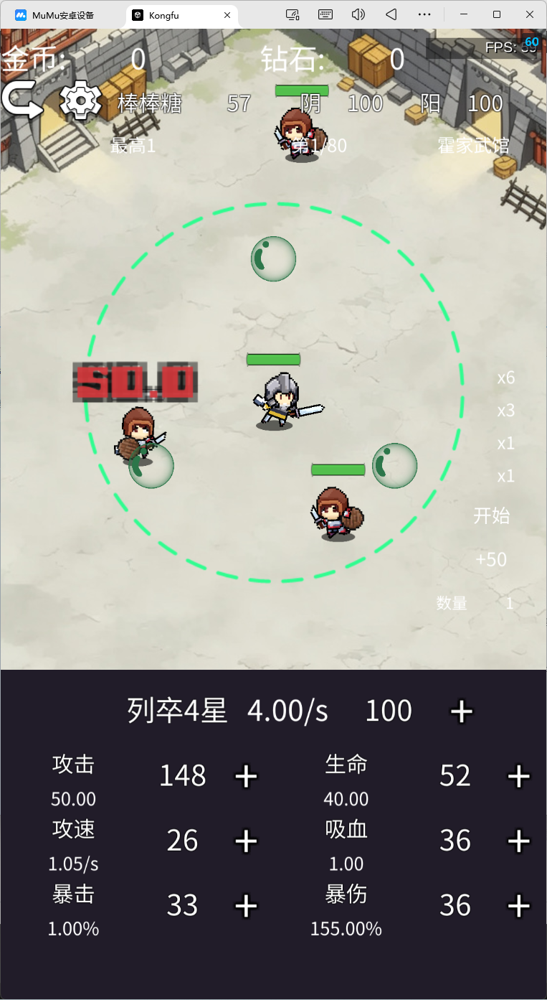 MuMu安卓设备
Kongfu
金币: 0 钻石: 0
FPS: 59
60
棒棒糖 57 阴 100 阳 100
最高1 第1/80 霍家武馆
50.0
x6
x3
x1
x1
开始
+50
数量 1
列卒4星 4.00/s 100 +
攻击 148 + 生命 52 +
50.00 40.00
攻速 26 + 吸血 36 +
1.05/s 1.00
暴击 33 + 暴伤 36 +
1.00% 155.00%